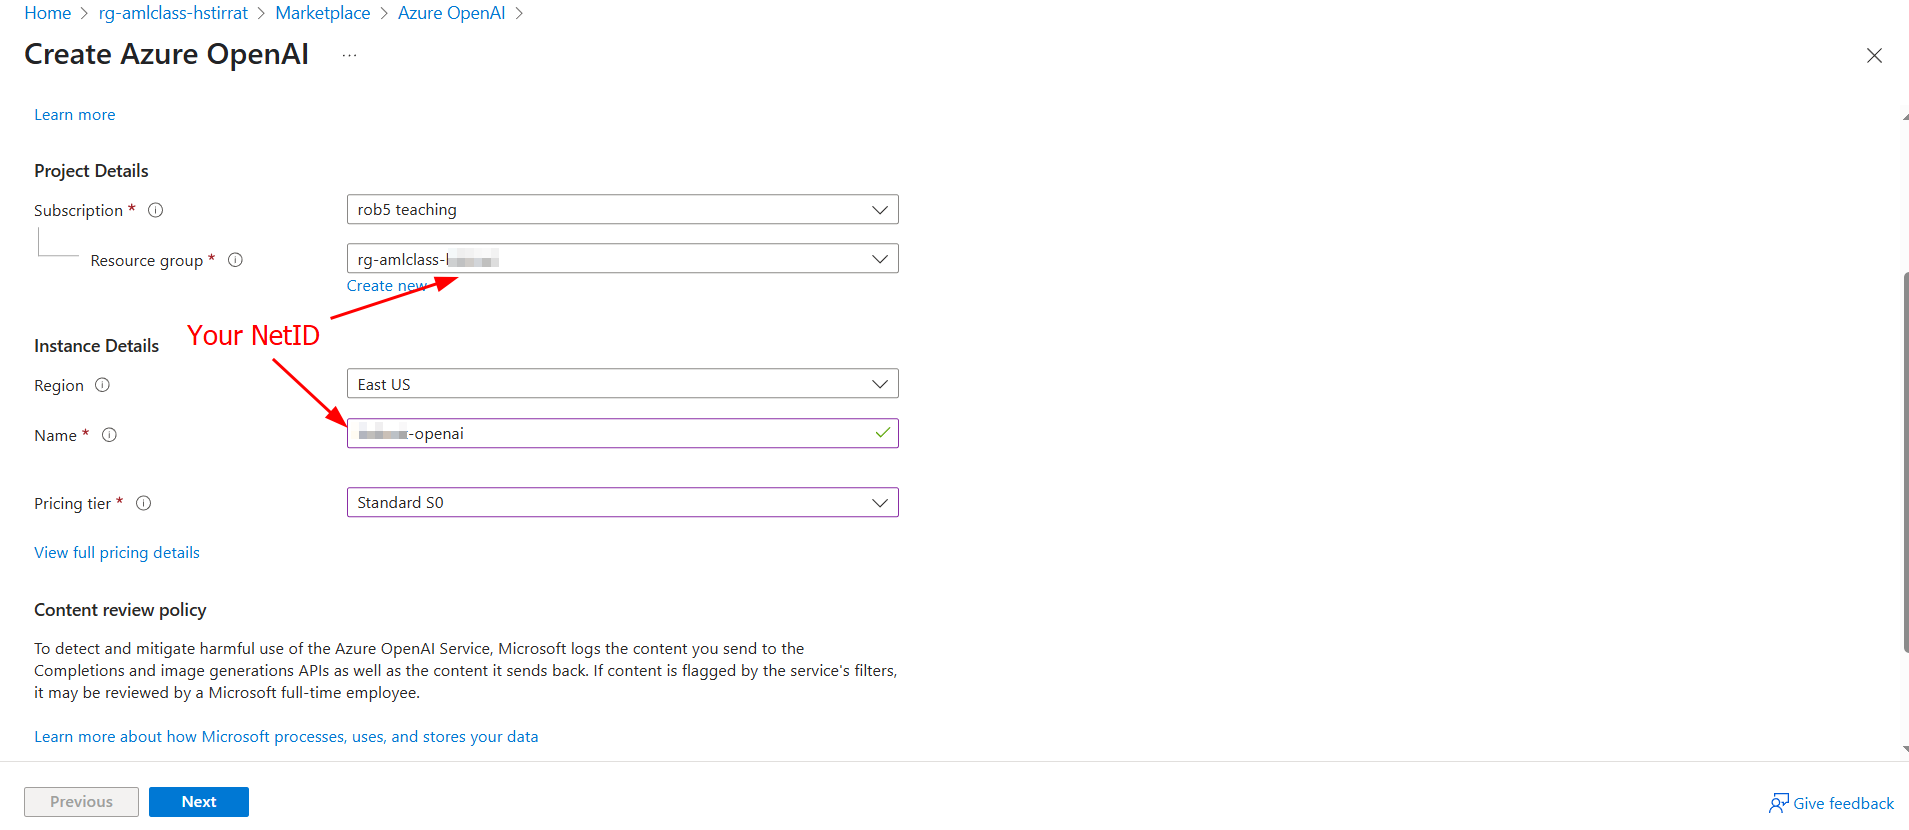 Home > rg-amlclass-hstirrat > Marketplace > Azure OpenAI >
Create Azure OpenAI ...
Learn more
Project Details
Subscription * rob5 teaching
Resource group * rg-amlclass-
Create new
Your NetID
Instance Details
Region East US
Name * -openai
Pricing tier * Standard S0
View full pricing details
Content review policy
To detect and mitigate harmful use of the Azure OpenAI Service, Microsoft logs the content you send to the
Completions and image generations APIs as well as the content it sends back. If content is flagged by the service's filters,
it may be reviewed by a Microsoft full-time employee.
Learn more about how Microsoft processes, uses, and stores your data
Previous Next Give feedback